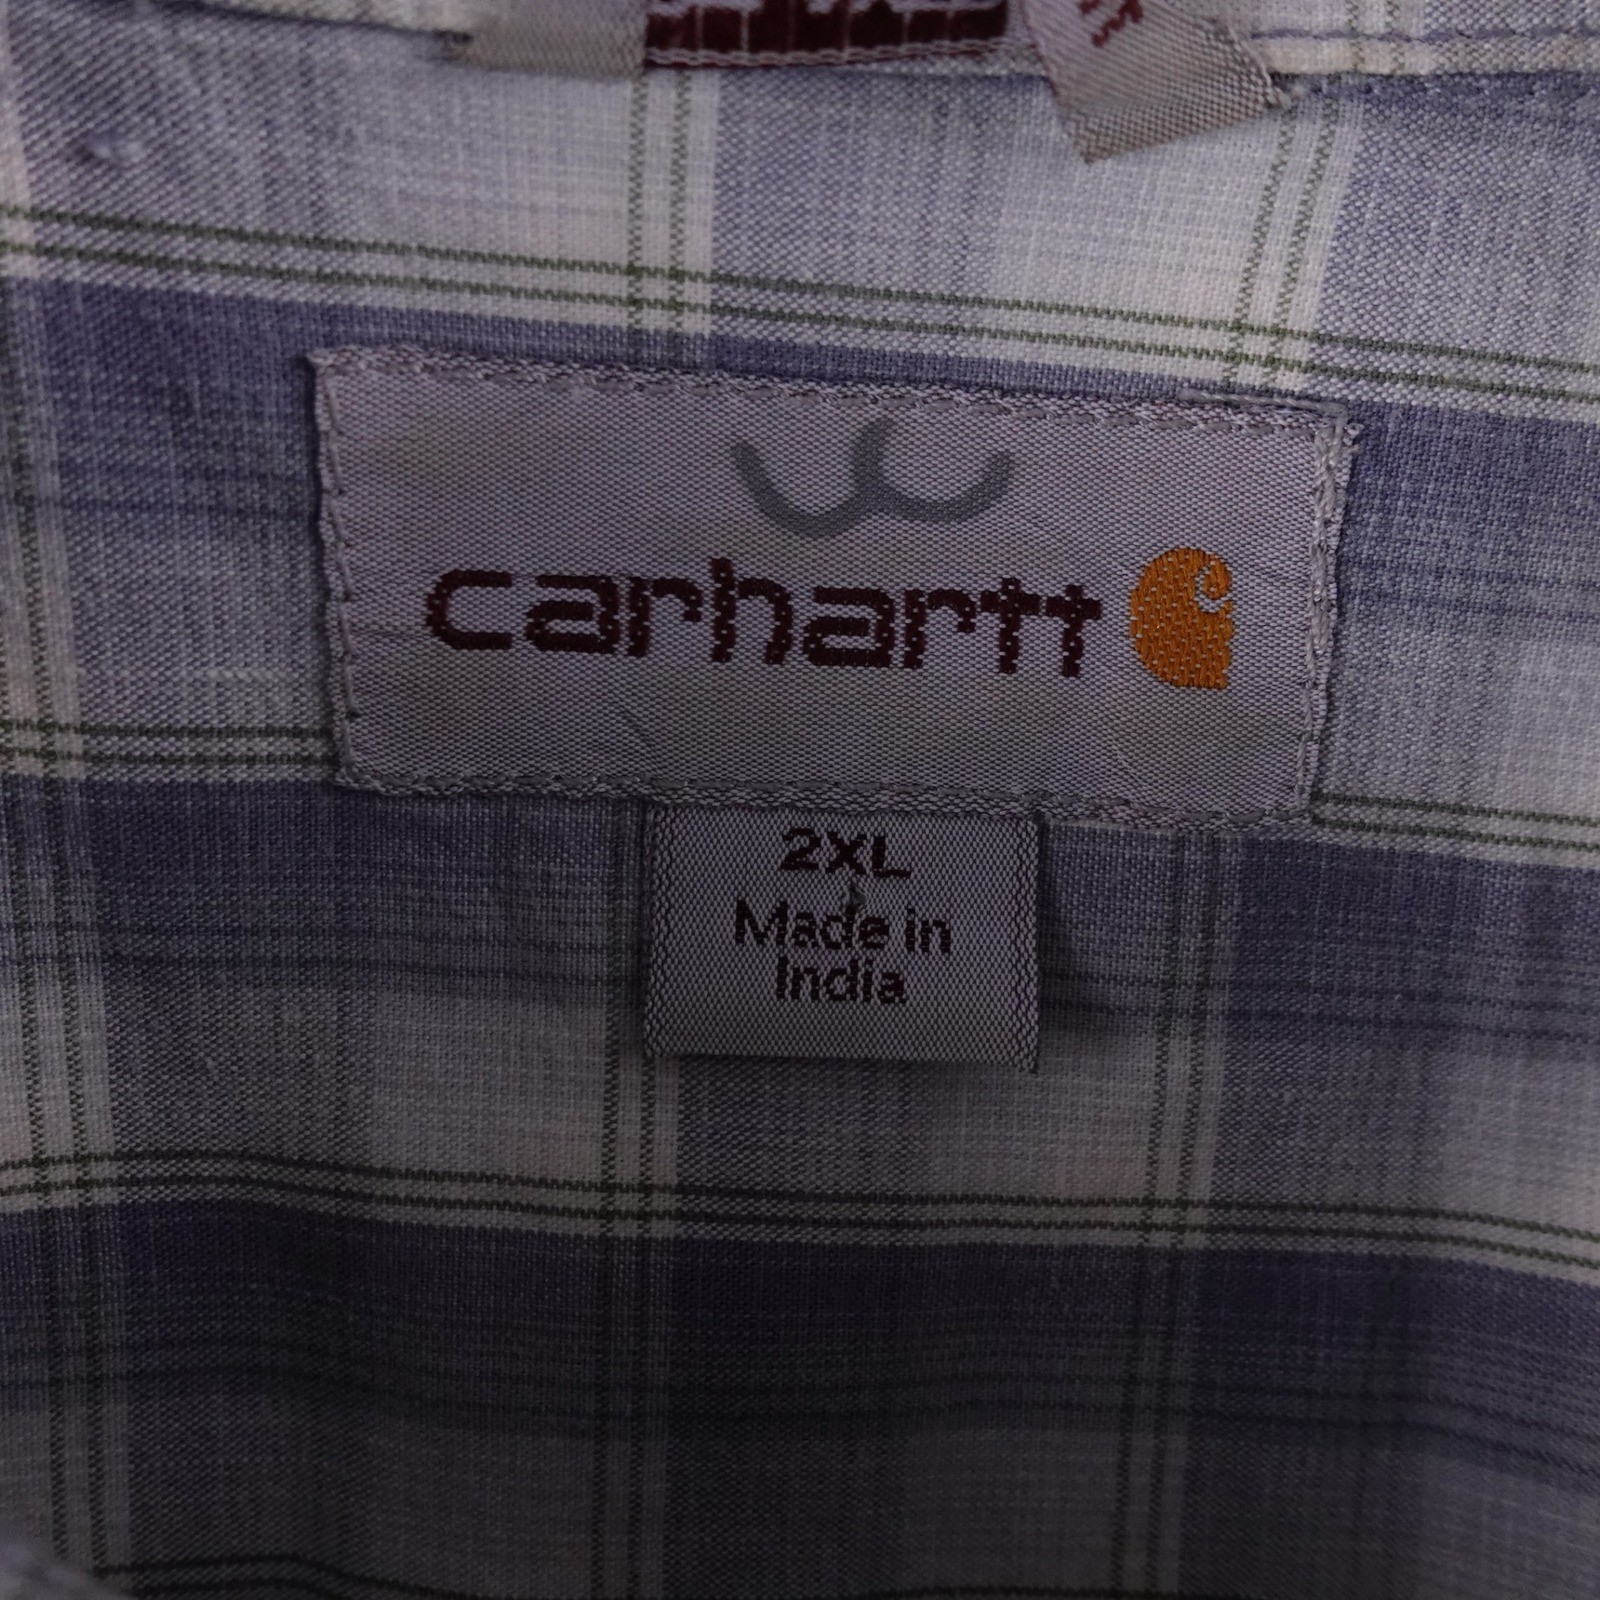 carhartt
2XL
Made in
India